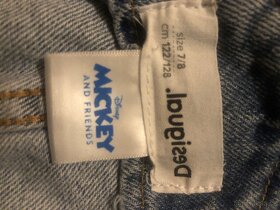 Disney
MICKEY
AND FRIENDS
Desigual.
size 7/8
cm 122/128